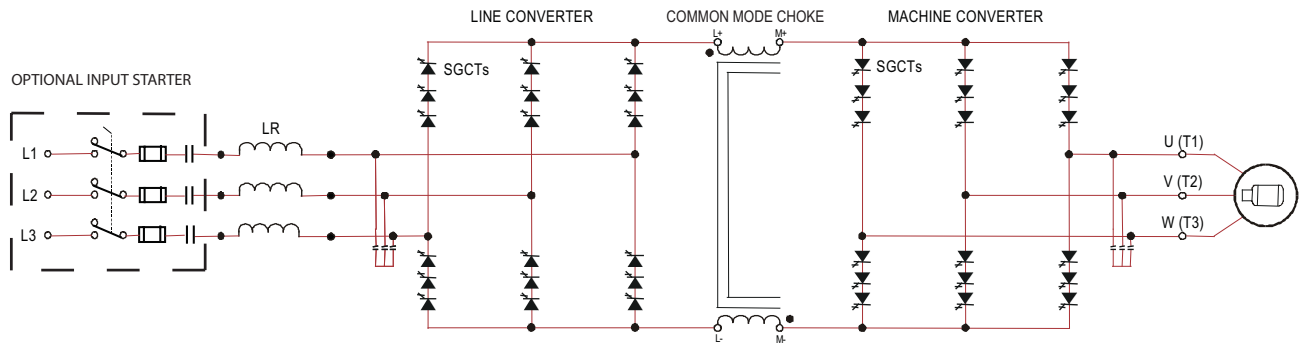 LINE CONVERTER
COMMON MODE CHOKE
MACHINE CONVERTER
L+
M+
SGCTs
SGCTs
OPTIONAL INPUT STARTER
LR
L1
L2
L3
U (T1)
V (T2)
W (T3)
L-
M-